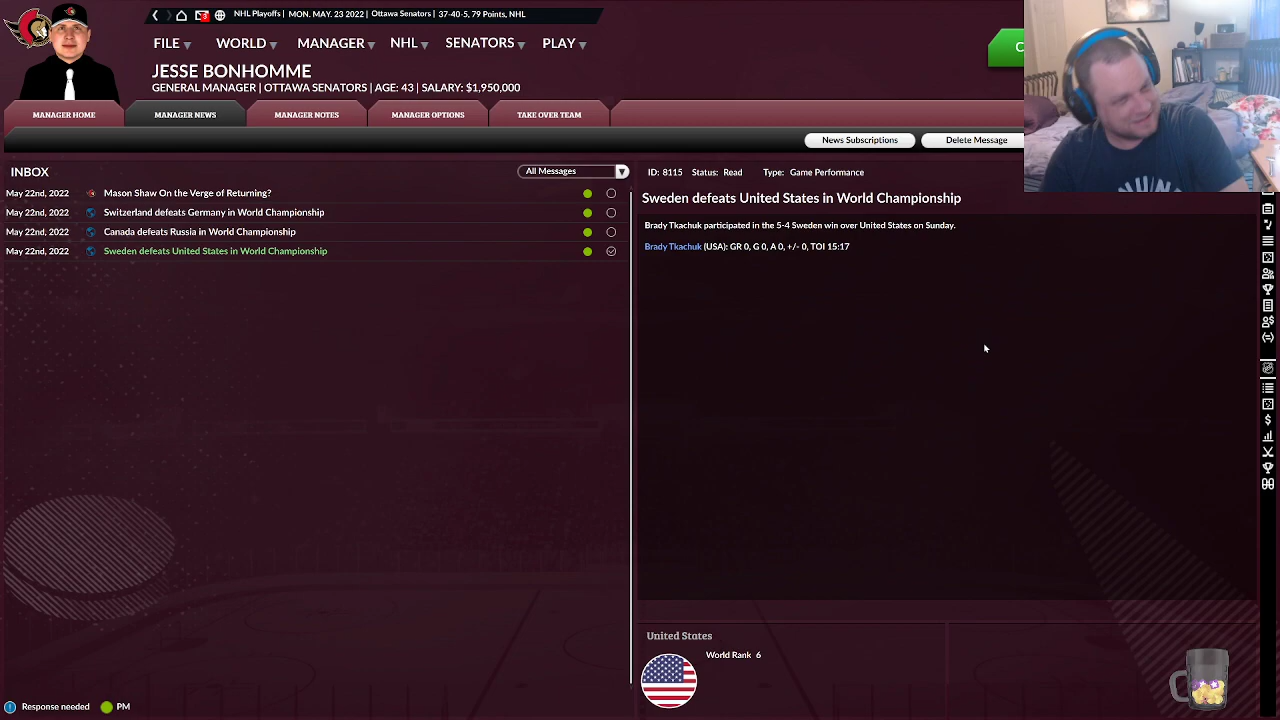 NHL Playoffs | MON. MAY. 23 2022 | Ottawa Senators | 37-40-5, 79 Points, NHL
3
FILE WORLD MANAGER NHL SENATORS PLAY
JESSE BONHOMME
GENERAL MANAGER | OTTAWA SENATORS | AGE: 43 | SALARY: $1,950,000
C
MANAGER HOME MANAGER NEWS MANAGER NOTES MANAGER OPTIONS TAKE OVER TEAM
News Subscriptions Delete Message
INBOX All Messages
May 22nd, 2022 Mason Shaw On the Verge of Returning?
May 22nd, 2022 Switzerland defeats Germany in World Championship
May 22nd, 2022 Canada defeats Russia in World Championship
May 22nd, 2022 Sweden defeats United States in World Championship
ID: 8115 Status: Read Type: Game Performance
Sweden defeats United States in World Championship
Brady Tkachuk participated in the 5-4 Sweden win over United States on Sunday.
Brady Tkachuk (USA): GR 0, G 0, A 0, +/- 0, TOI 15:17
United States
World Rank 6
Response needed PM